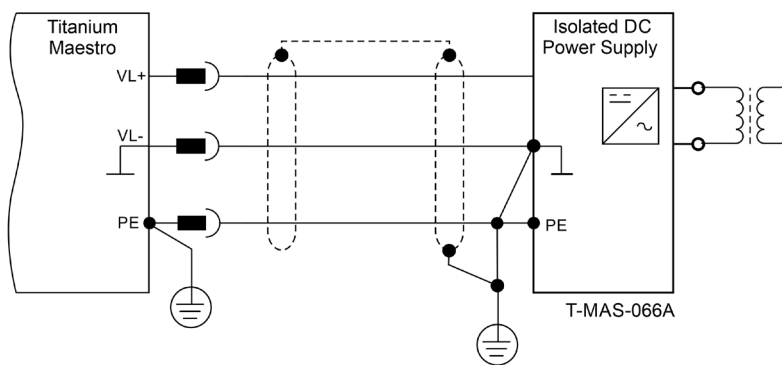 Titanium
Maestro
Isolated DC
Power Supply
VL+
VL-
PE
PE
T-MAS-066A